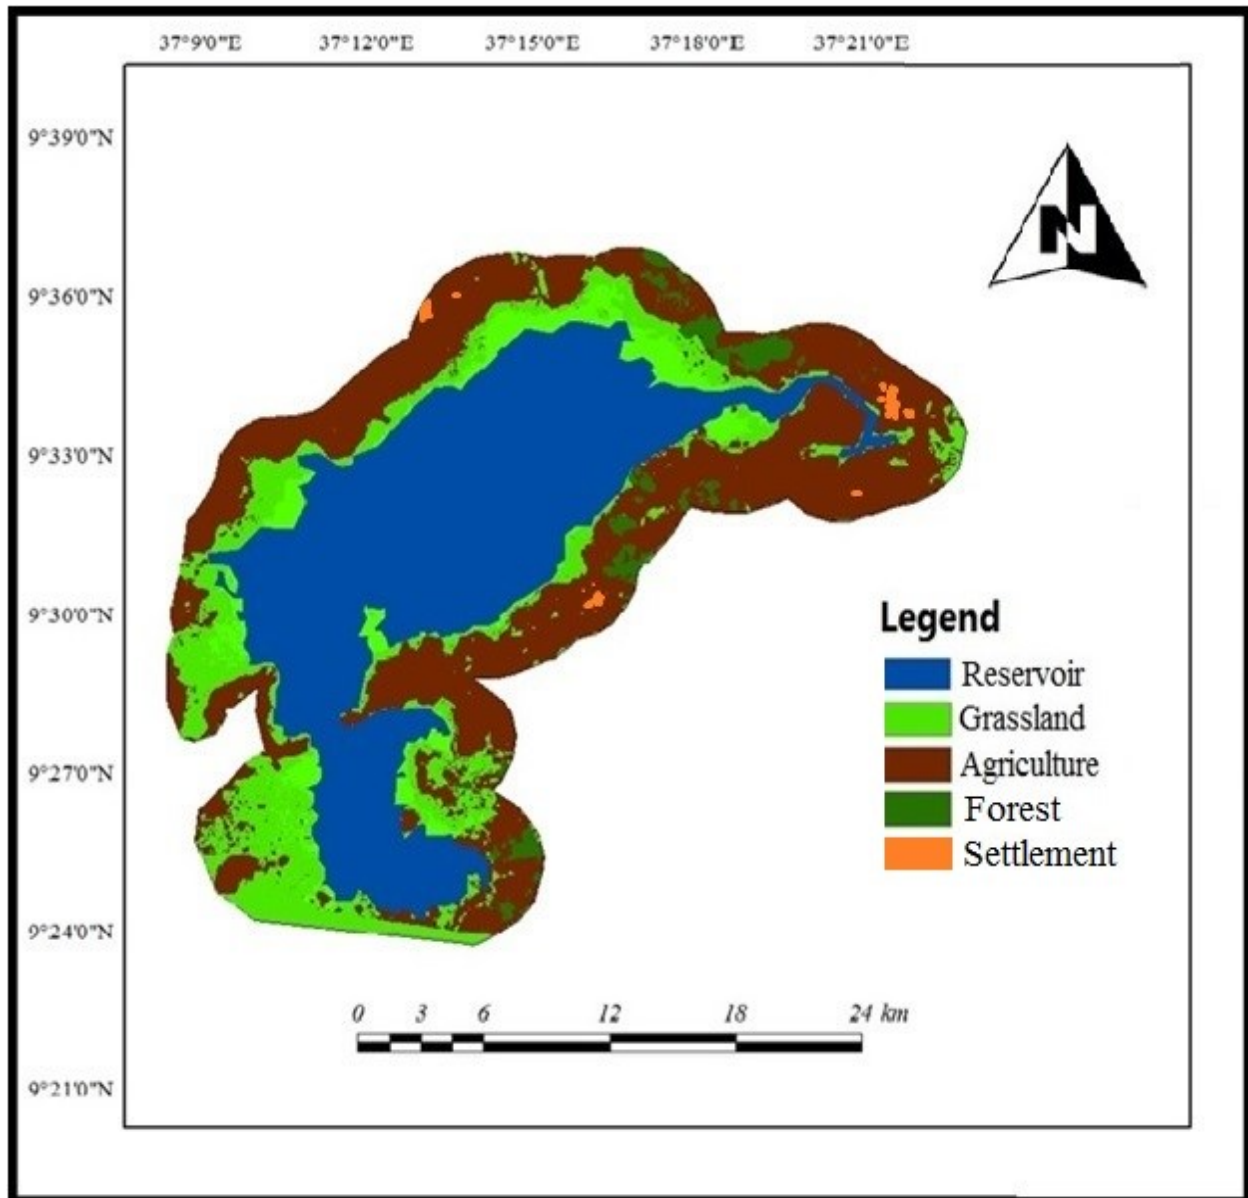 37°9'0"E 37°12'0"E 37°15'0"E 37°18'0"E 37°21'0"E
9°39'0"N
N
9°36'0"N
9°33'0"N
9°30'0"N
Legend
Reservoir
Grassland
9°27'0"N
Agriculture
Forest
Settlement
9°24'0"N
0 3 6 12 18 24 km
9°21'0"N